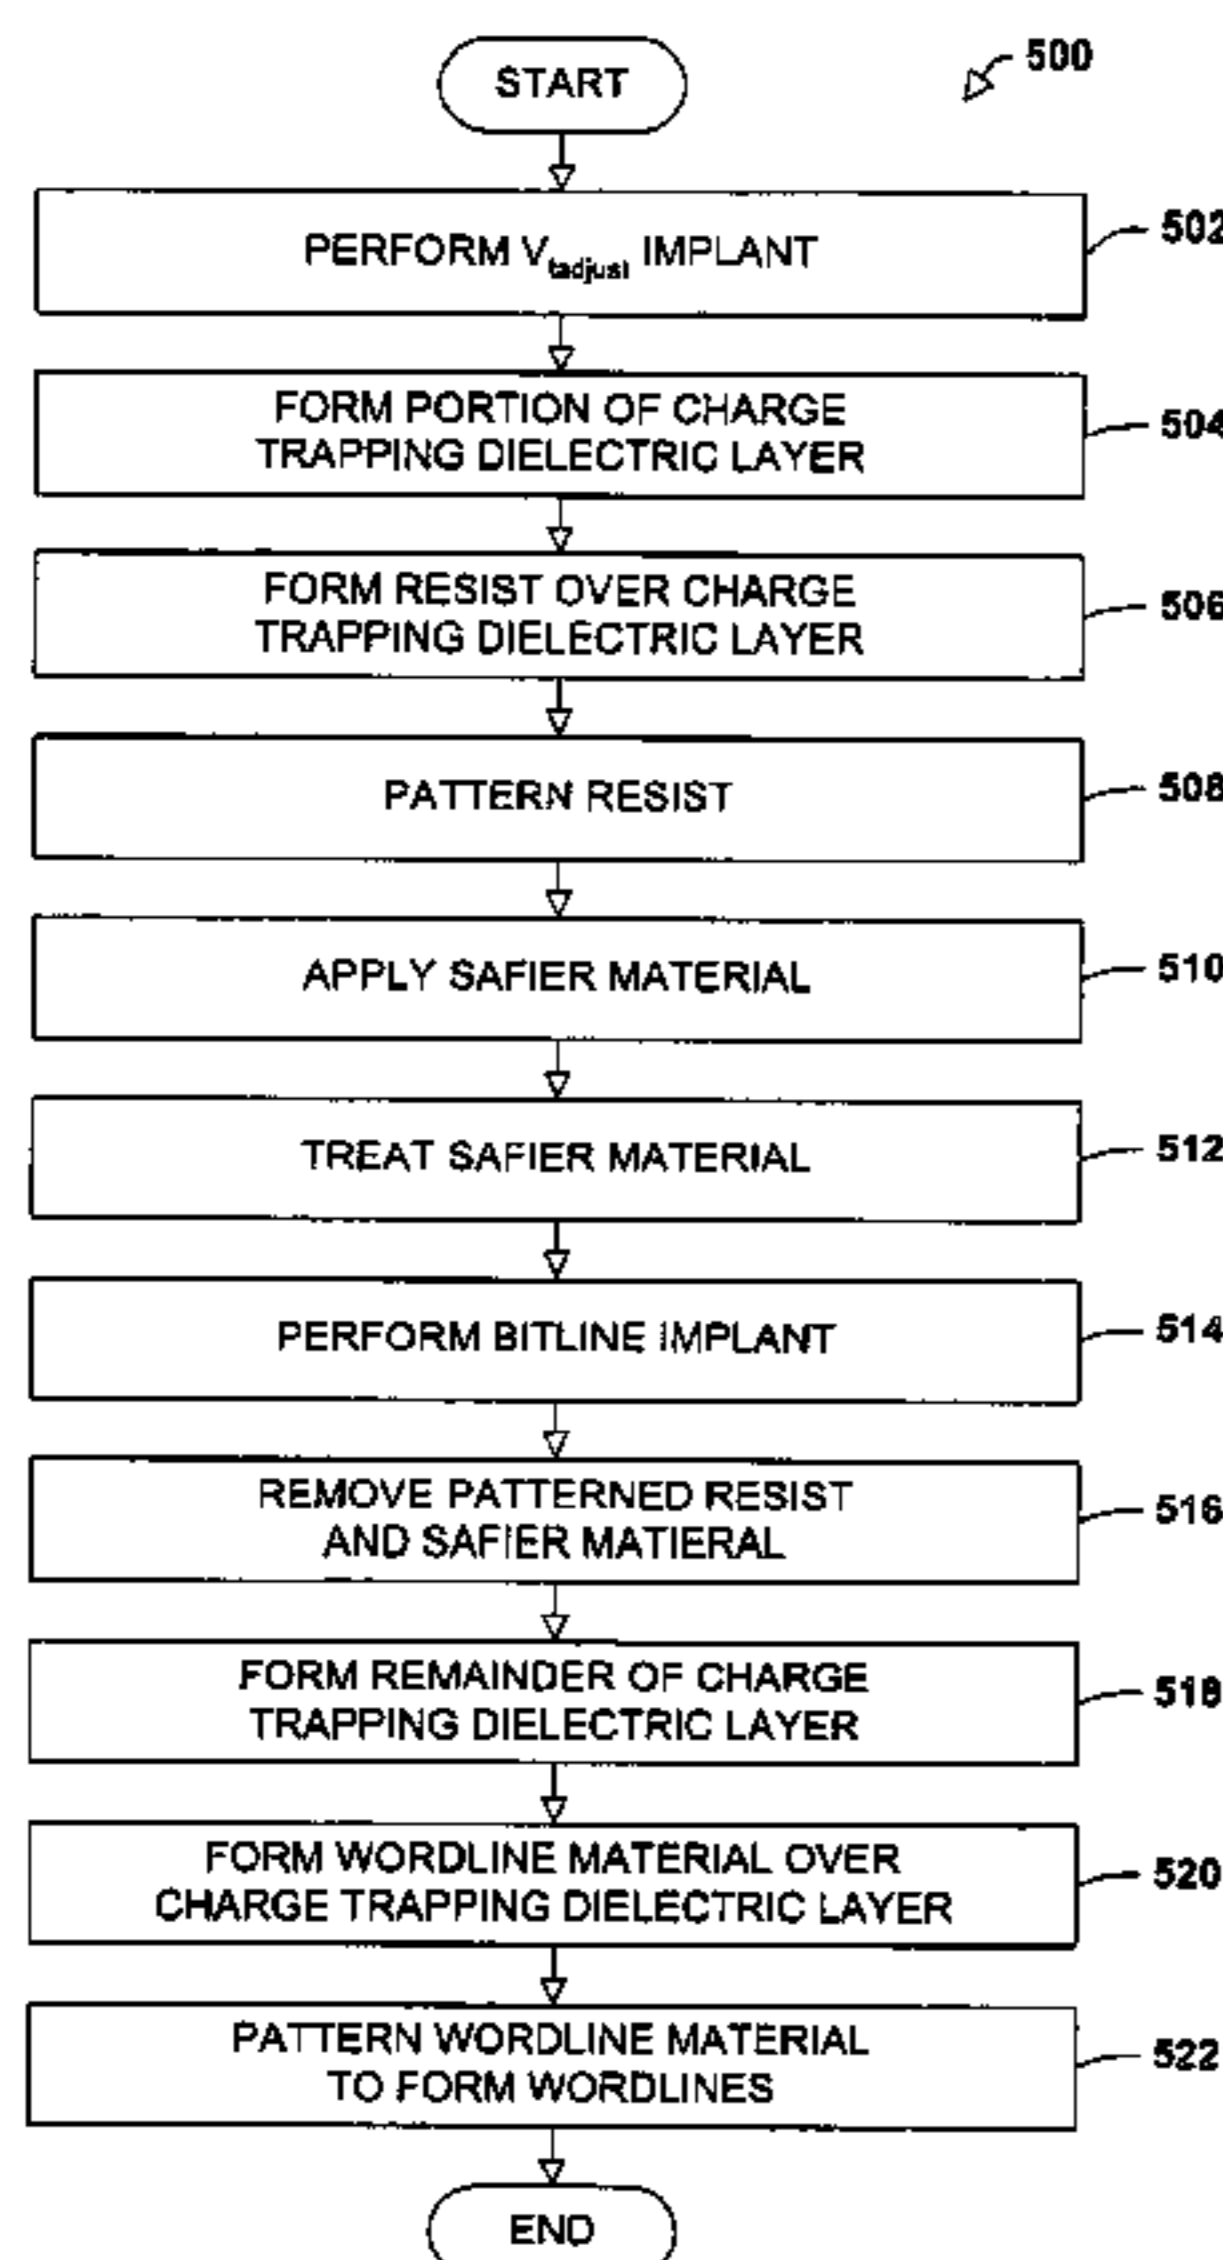 START
500
PERFORM Vtadjust IMPLANT
502
FORM PORTION OF CHARGE
TRAPPING DIELECTRIC LAYER
504
FORM RESIST OVER CHARGE
TRAPPING DIELECTRIC LAYER
506
PATTERN RESIST
508
APPLY SAFIER MATERIAL
510
TREAT SAFIER MATERIAL
512
PERFORM BITLINE IMPLANT
514
REMOVE PATTERNED RESIST
AND SAFIER MATIERAL
516
FORM REMAINDER OF CHARGE
TRAPPING DIELECTRIC LAYER
518
FORM WORDLINE MATERIAL OVER
CHARGE TRAPPING DIELECTRIC LAYER
520
PATTERN WORDLINE MATERIAL
TO FORM WORDLINES
522
END